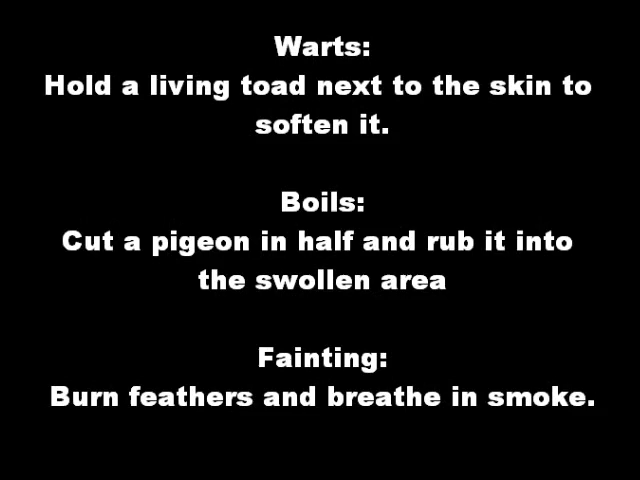 Warts:
Hold a living toad next to the skin to
soften it.
Boils:
Cut a pigeon in half and rub it into
the swollen area
Fainting:
Burn feathers and breathe in smoke.